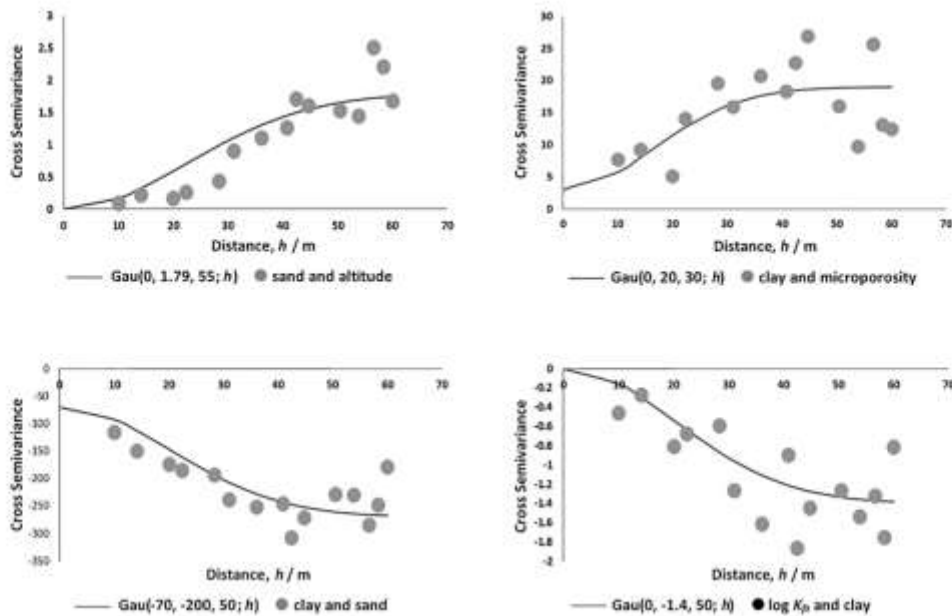 3
2.5
2
1.5
1
0.5
0
Cross Semivariance
0 10 20 30 40 50 60 70
Distance, h / m
Gau(0, 1.79, 55; h) sand and altitude
30
25
20
15
10
5
0
Cross Semivariance
0 10 20 30 40 50 60 70
Distance, h / m
Gau(0, 20, 30; h) clay and microporosity
0
-50
-100
-150
-200
-250
-300
-350
Cross Semivariance
0 10 20 30 40 50 60 70
Distance, h / m
Gau(-70, -200, 50; h) clay and sand
0
-0.2
-0.4
-0.6
-0.8
-1
-1.2
-1.4
-1.6
-1.8
-2
Cross Semivariance
0 10 20 30 40 50 60 70
Distance, h / m
Gau(0, -1.4, 50; h) log K and clay